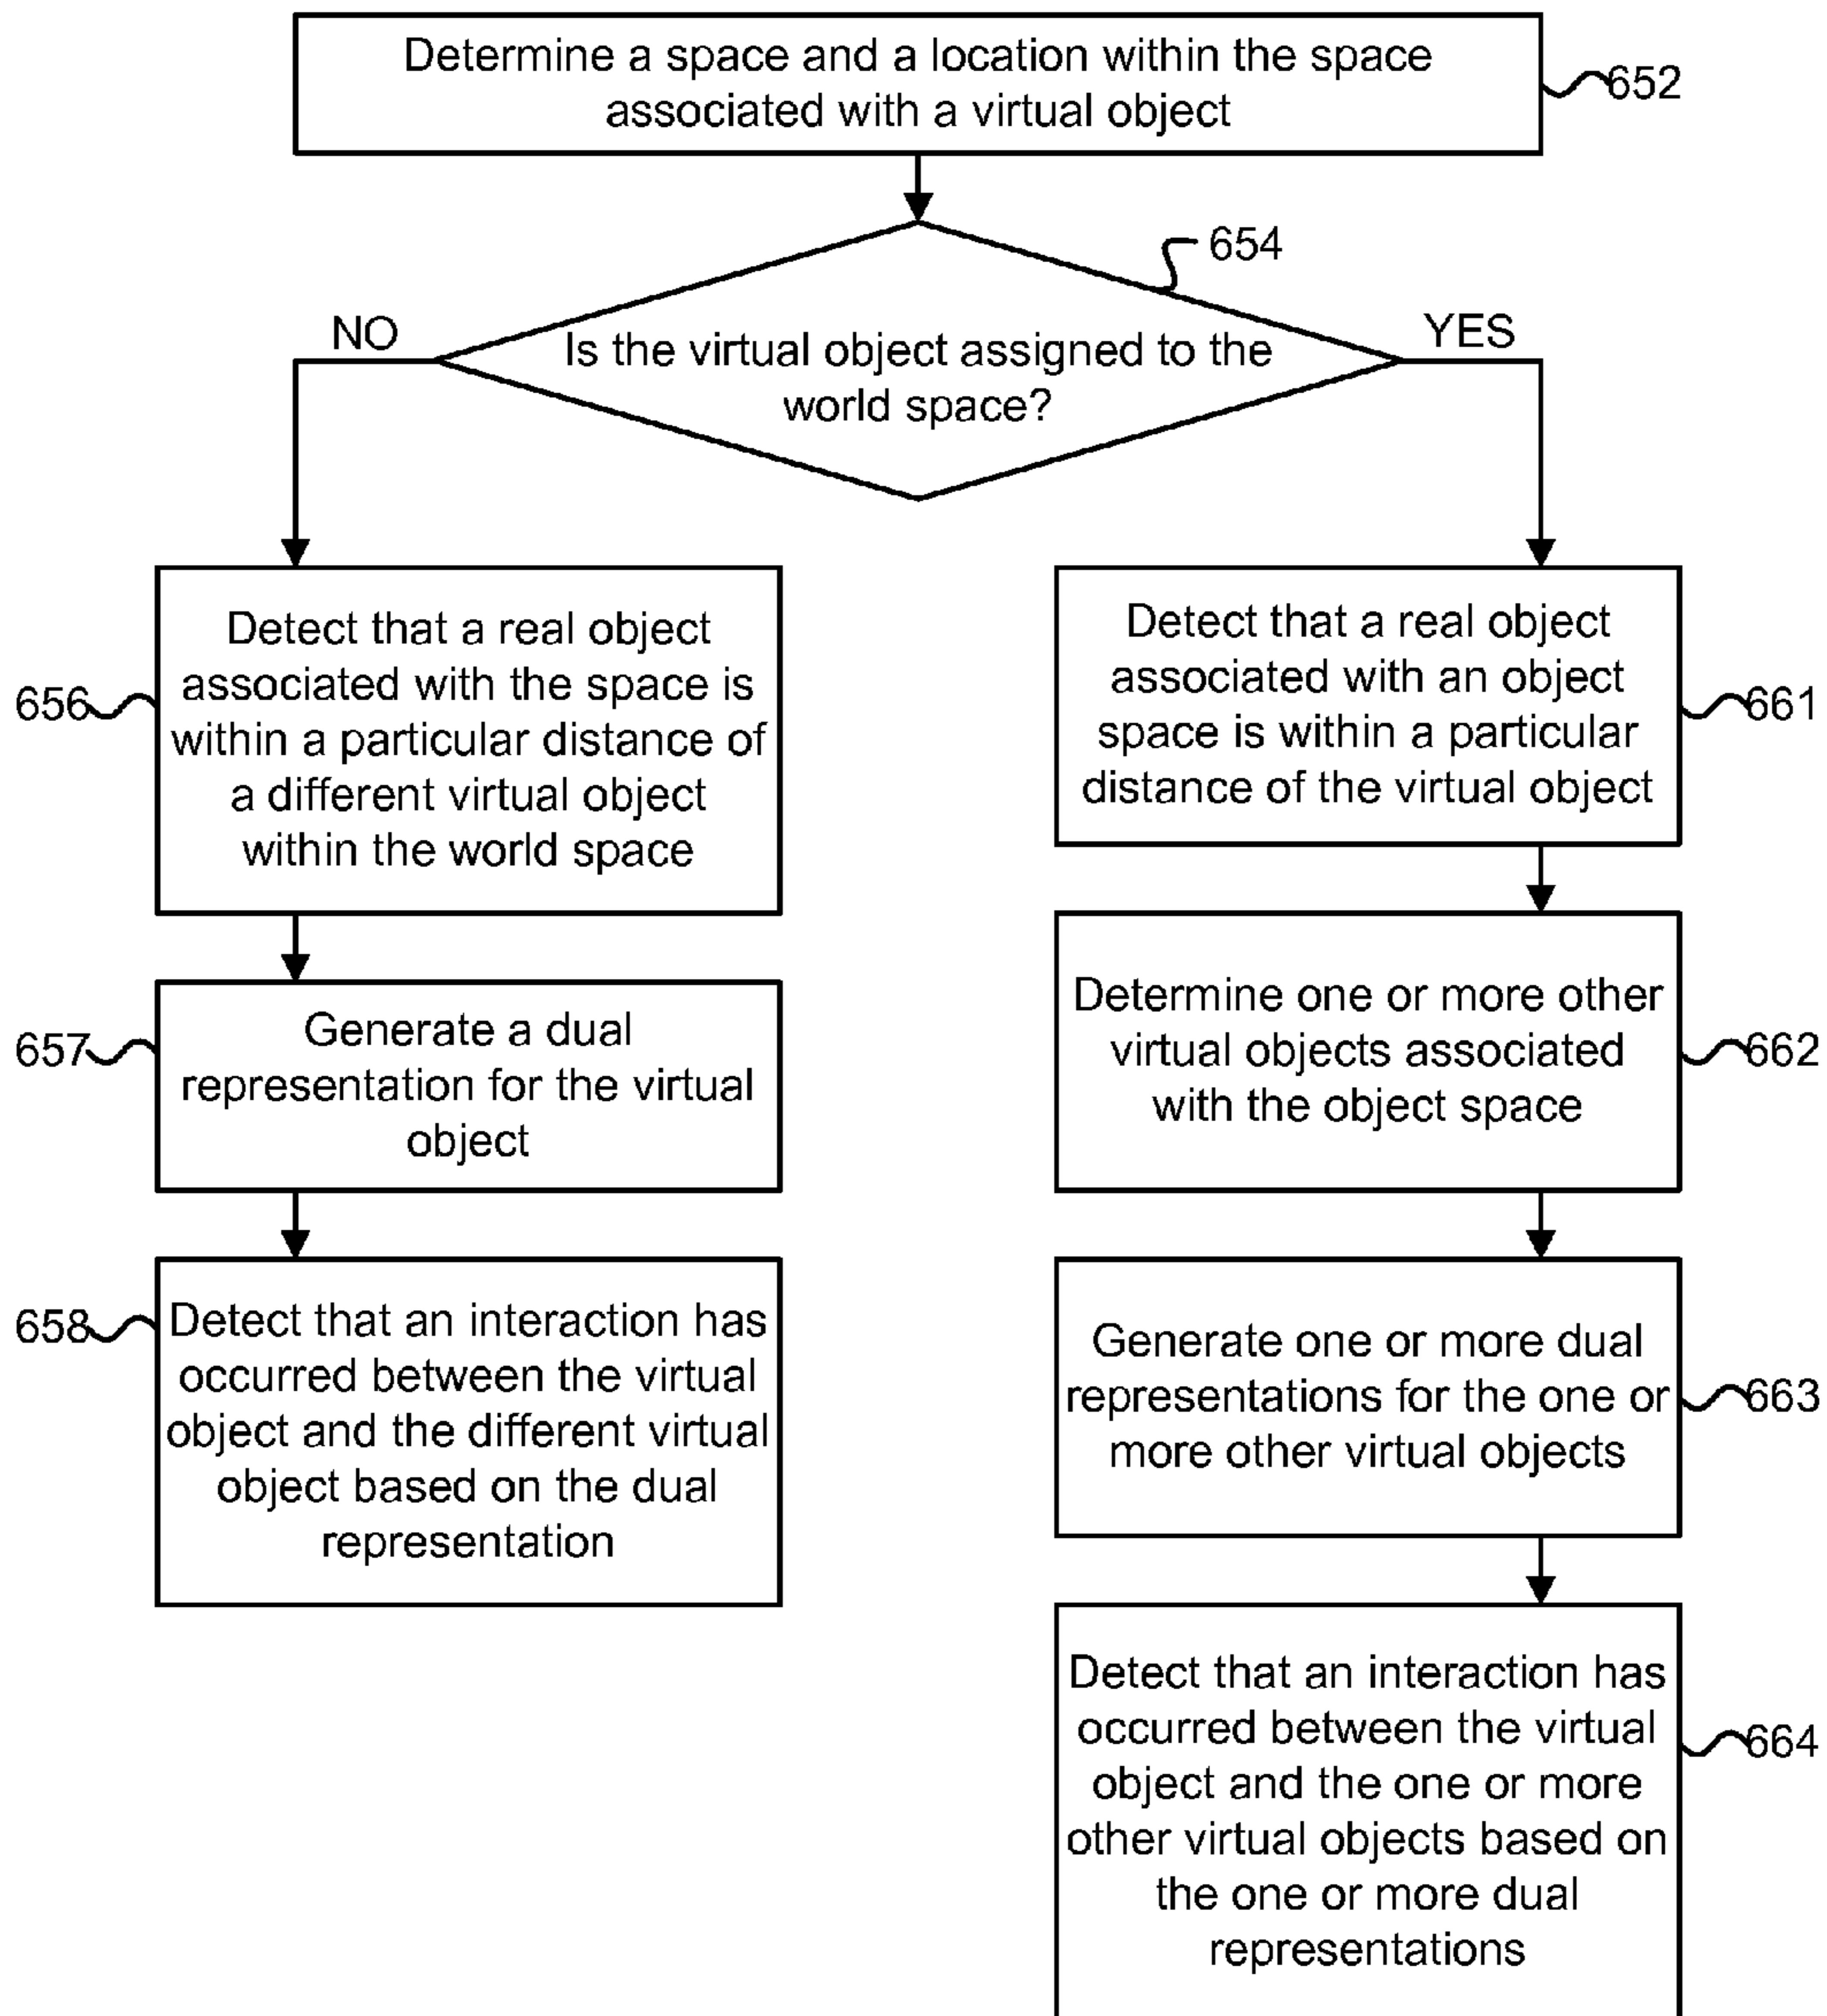 Determine a space and a location within the space
associated with a virtual object
652
654
NO
YES
Is the virtual object assigned to the
world space?
656
Detect that a real object
associated with the space is
within a particular distance of
a different virtual object
within the world space
657
Generate a dual
representation for the virtual
object
658
Detect that an interaction has
occurred between the virtual
object and the different virtual
object based on the dual
representation
Detect that a real object
associated with an object
space is within a particular
distance of the virtual object
661
Determine one or more other
virtual objects associated
with the object space
662
Generate one or more dual
representations for the one or
more other virtual objects
663
Detect that an interaction has
occurred between the virtual
object and the one or more
other virtual objects based on
the one or more dual
representations
664